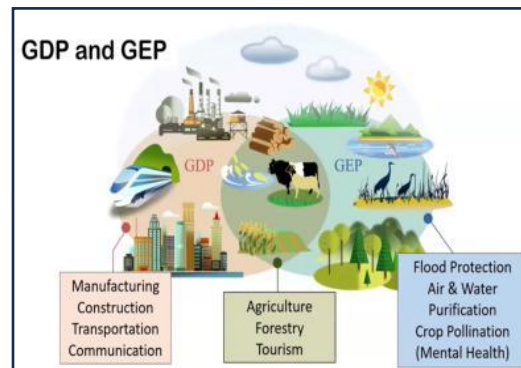 GDP and GEP
GDP
GEP
Manufacturing
Construction
Transportation
Communication
Agriculture
Forestry
Tourism
Flood Protection
Air & Water
Purification
Crop Pollination
(Mental Health)